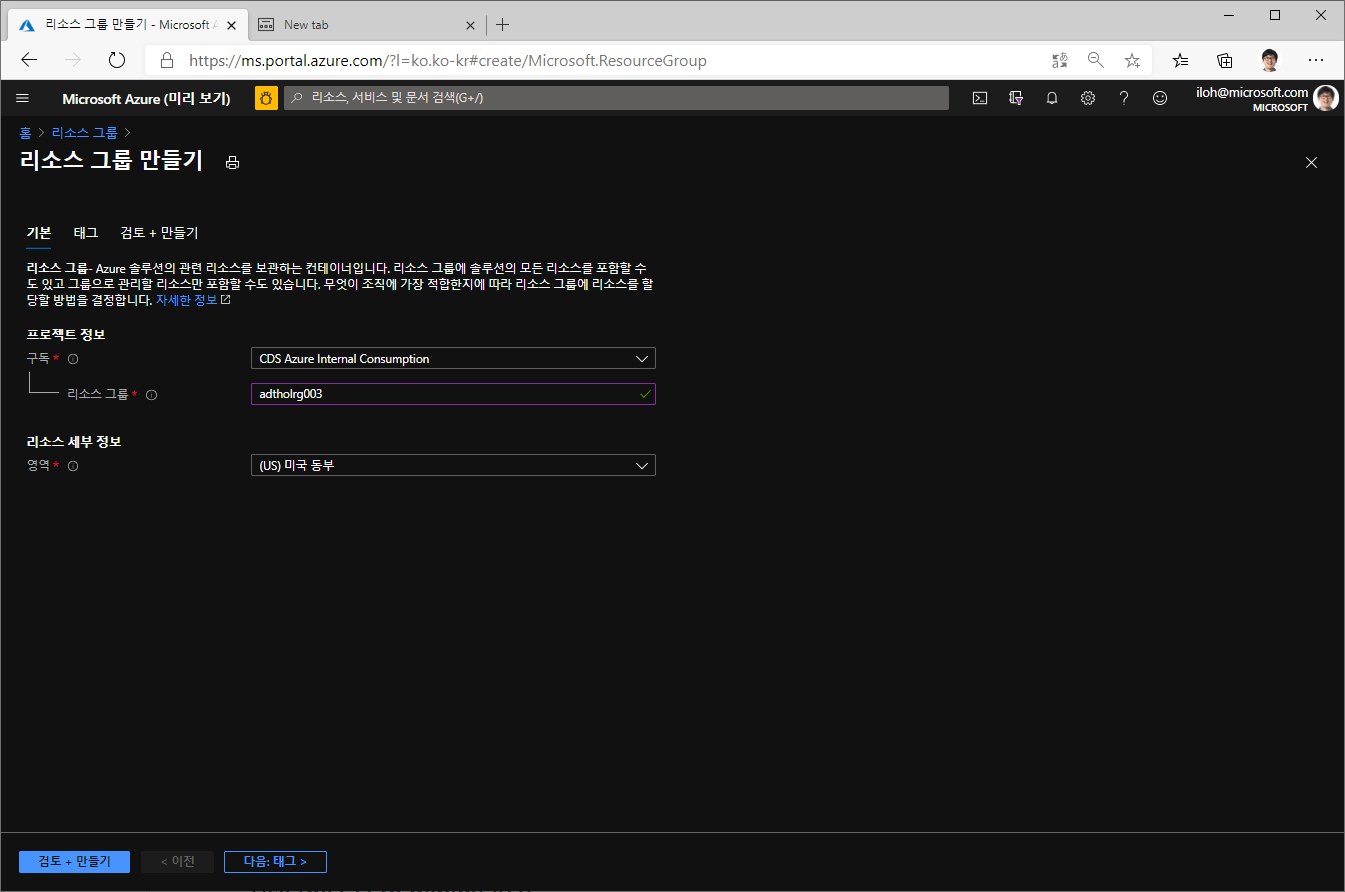 리소스 그룹 만들기 - Microsoft A
New tab
https://ms.portal.azure.com/?l=ko.ko-kr#create/Microsoft.ResourceGroup
Microsoft Azure (미리 보기)
리소스, 서비스 및 문서 검색(G+/)
iloh@microsoft.com
MICROSOFT
홈 > 리소스 그룹 >
리소스 그룹 만들기
기본 태그 검토 + 만들기
리소스 그룹- Azure 솔루션의 관련 리소스를 보관하는 컨테이너입니다. 리소스 그룹에 솔루션의 모든 리소스를 포함할 수
도 있고 그룹으로 관리할 리소스만 포함할 수도 있습니다. 무엇이 조직에 가장 적합한지에 따라 리소스 그룹에 리소스를 할
당할 방법을 결정합니다. 자세한 정보
프로젝트 정보
구독 * CDS Azure Internal Consumption
리소스 그룹 * adtholrg003
리소스 세부 정보
영역 * (US) 미국 동부
검토 + 만들기 < 이전 다음: 태그 >